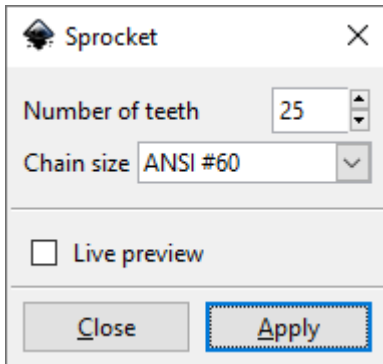 Sprocket
Number of teeth 25
Chain size ANSI #60
Live preview
Close Apply